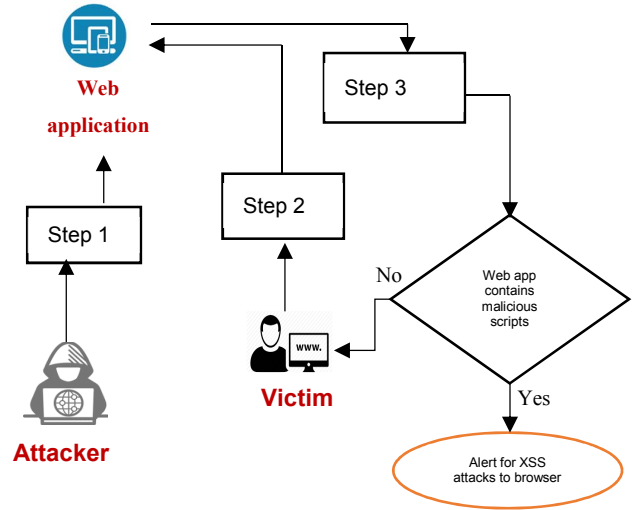 Web
application
Step 1
Attacker
Step 2
www.
Victim
Step 3
Web app
contains
malicious
scripts
No
Yes
Alert for XSS
attacks to browser